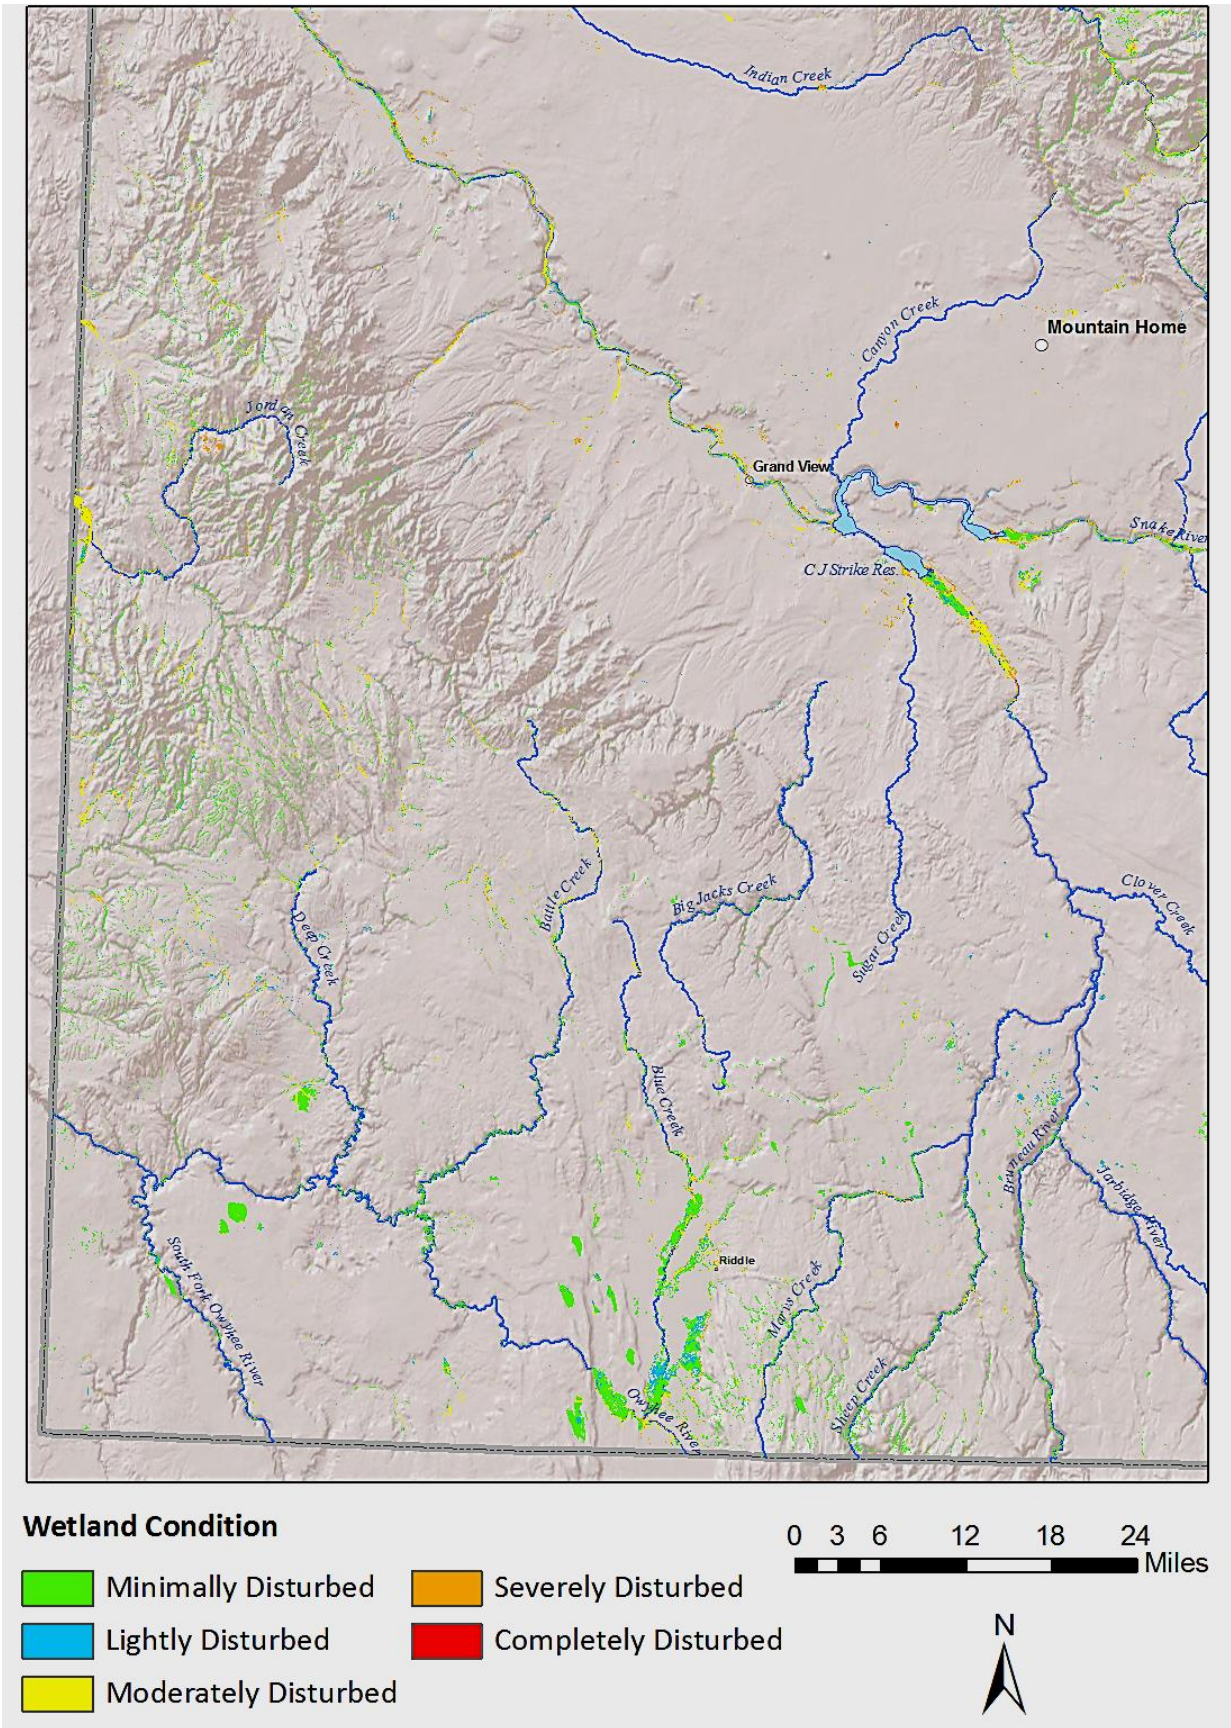 Indian Creek
Canyon Creek
Mountain Home
Jordan Creek
Grand View
Snake River
C J Strike Res.
Battle Creek
Big Jacks Creek
Clover Creek
Deep Creek
Sugar Creek
Blue Creek
Bruneau River
Jarbidge River
South Fork Owyhee River
Riddle
Marys Creek
Sheep Creek
Owyhee River
Wetland Condition
0 3 6 12 18 24
Miles
Minimally Disturbed
Severely Disturbed
Lightly Disturbed
Completely Disturbed
Moderately Disturbed
N